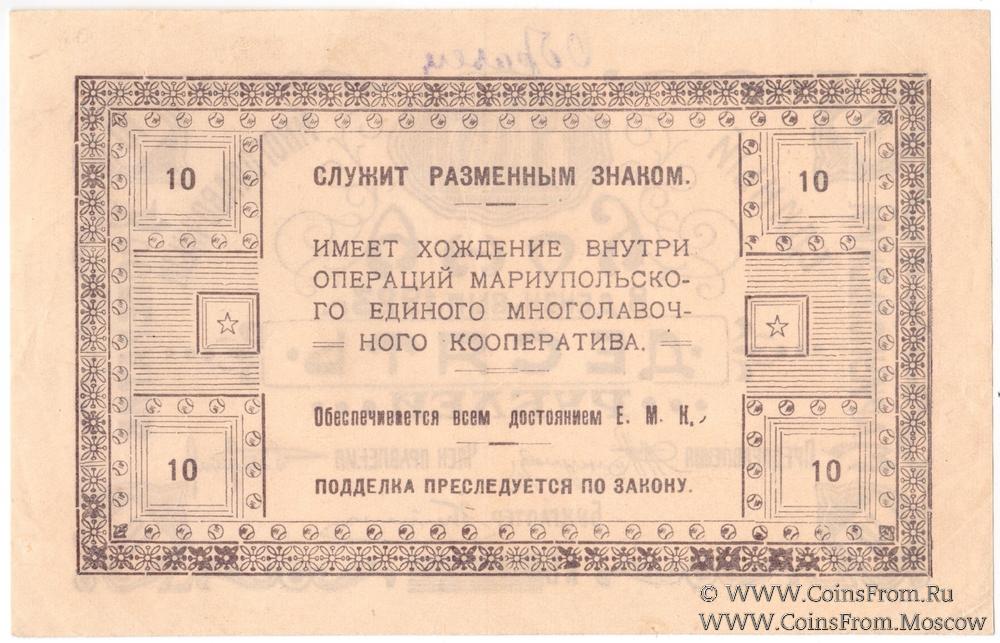 Образец
10 10
СЛУЖИТ РАЗМЕННЫМ ЗНАКОМ.
ИМЕЕТ ХОЖДЕНИЕ ВНУТРИ
ОПЕРАЦИЙ МАРИУПОЛЬСКО-
ГО ЕДИНОГО МНОГОЛАВОЧ-
НОГО КООПЕРАТИВА.
Обеспечивается всем достоянием Е. М. К,
10 10
ПОДДЕЛКА ПРЕСЛЕДУЕТСЯ ПО ЗАКОНУ.
© WWW.CoinsFrom.Ru
WWW.CoinsFrom.Moscow